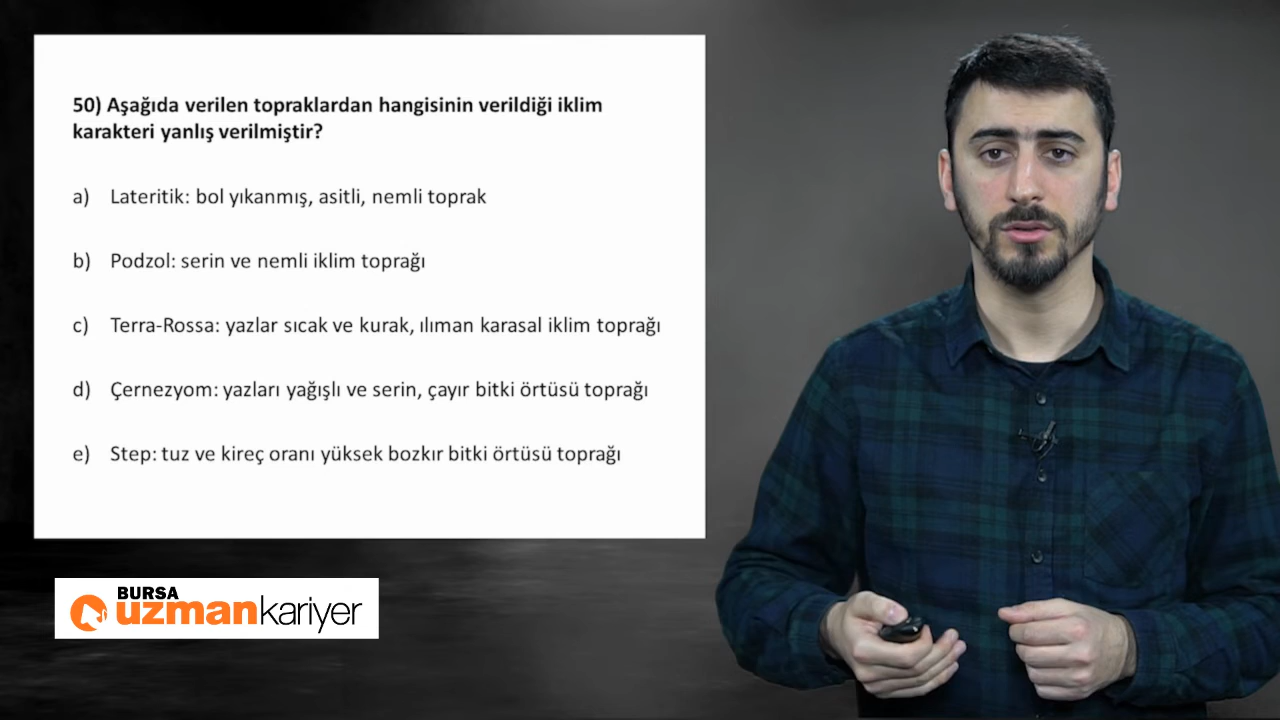 50) Aşağıda verilen topraklardan hangisinin verildiği iklim
karakteri yanlış verilmiştir?
a) Lateritik: bol yıkanmış, asitli, nemli toprak
b) Podzol: serin ve nemli iklim toprağı
c) Terra-Rossa: yazlar sıcak ve kurak, ılıman karasal iklim toprağı
d) Çernezyom: yazları yağışlı ve serin, çayır bitki örtüsü toprağı
e) Step: tuz ve kireç oranı yüksek bozkır bitki örtüsü toprağı
BURSA
uzmankariyer